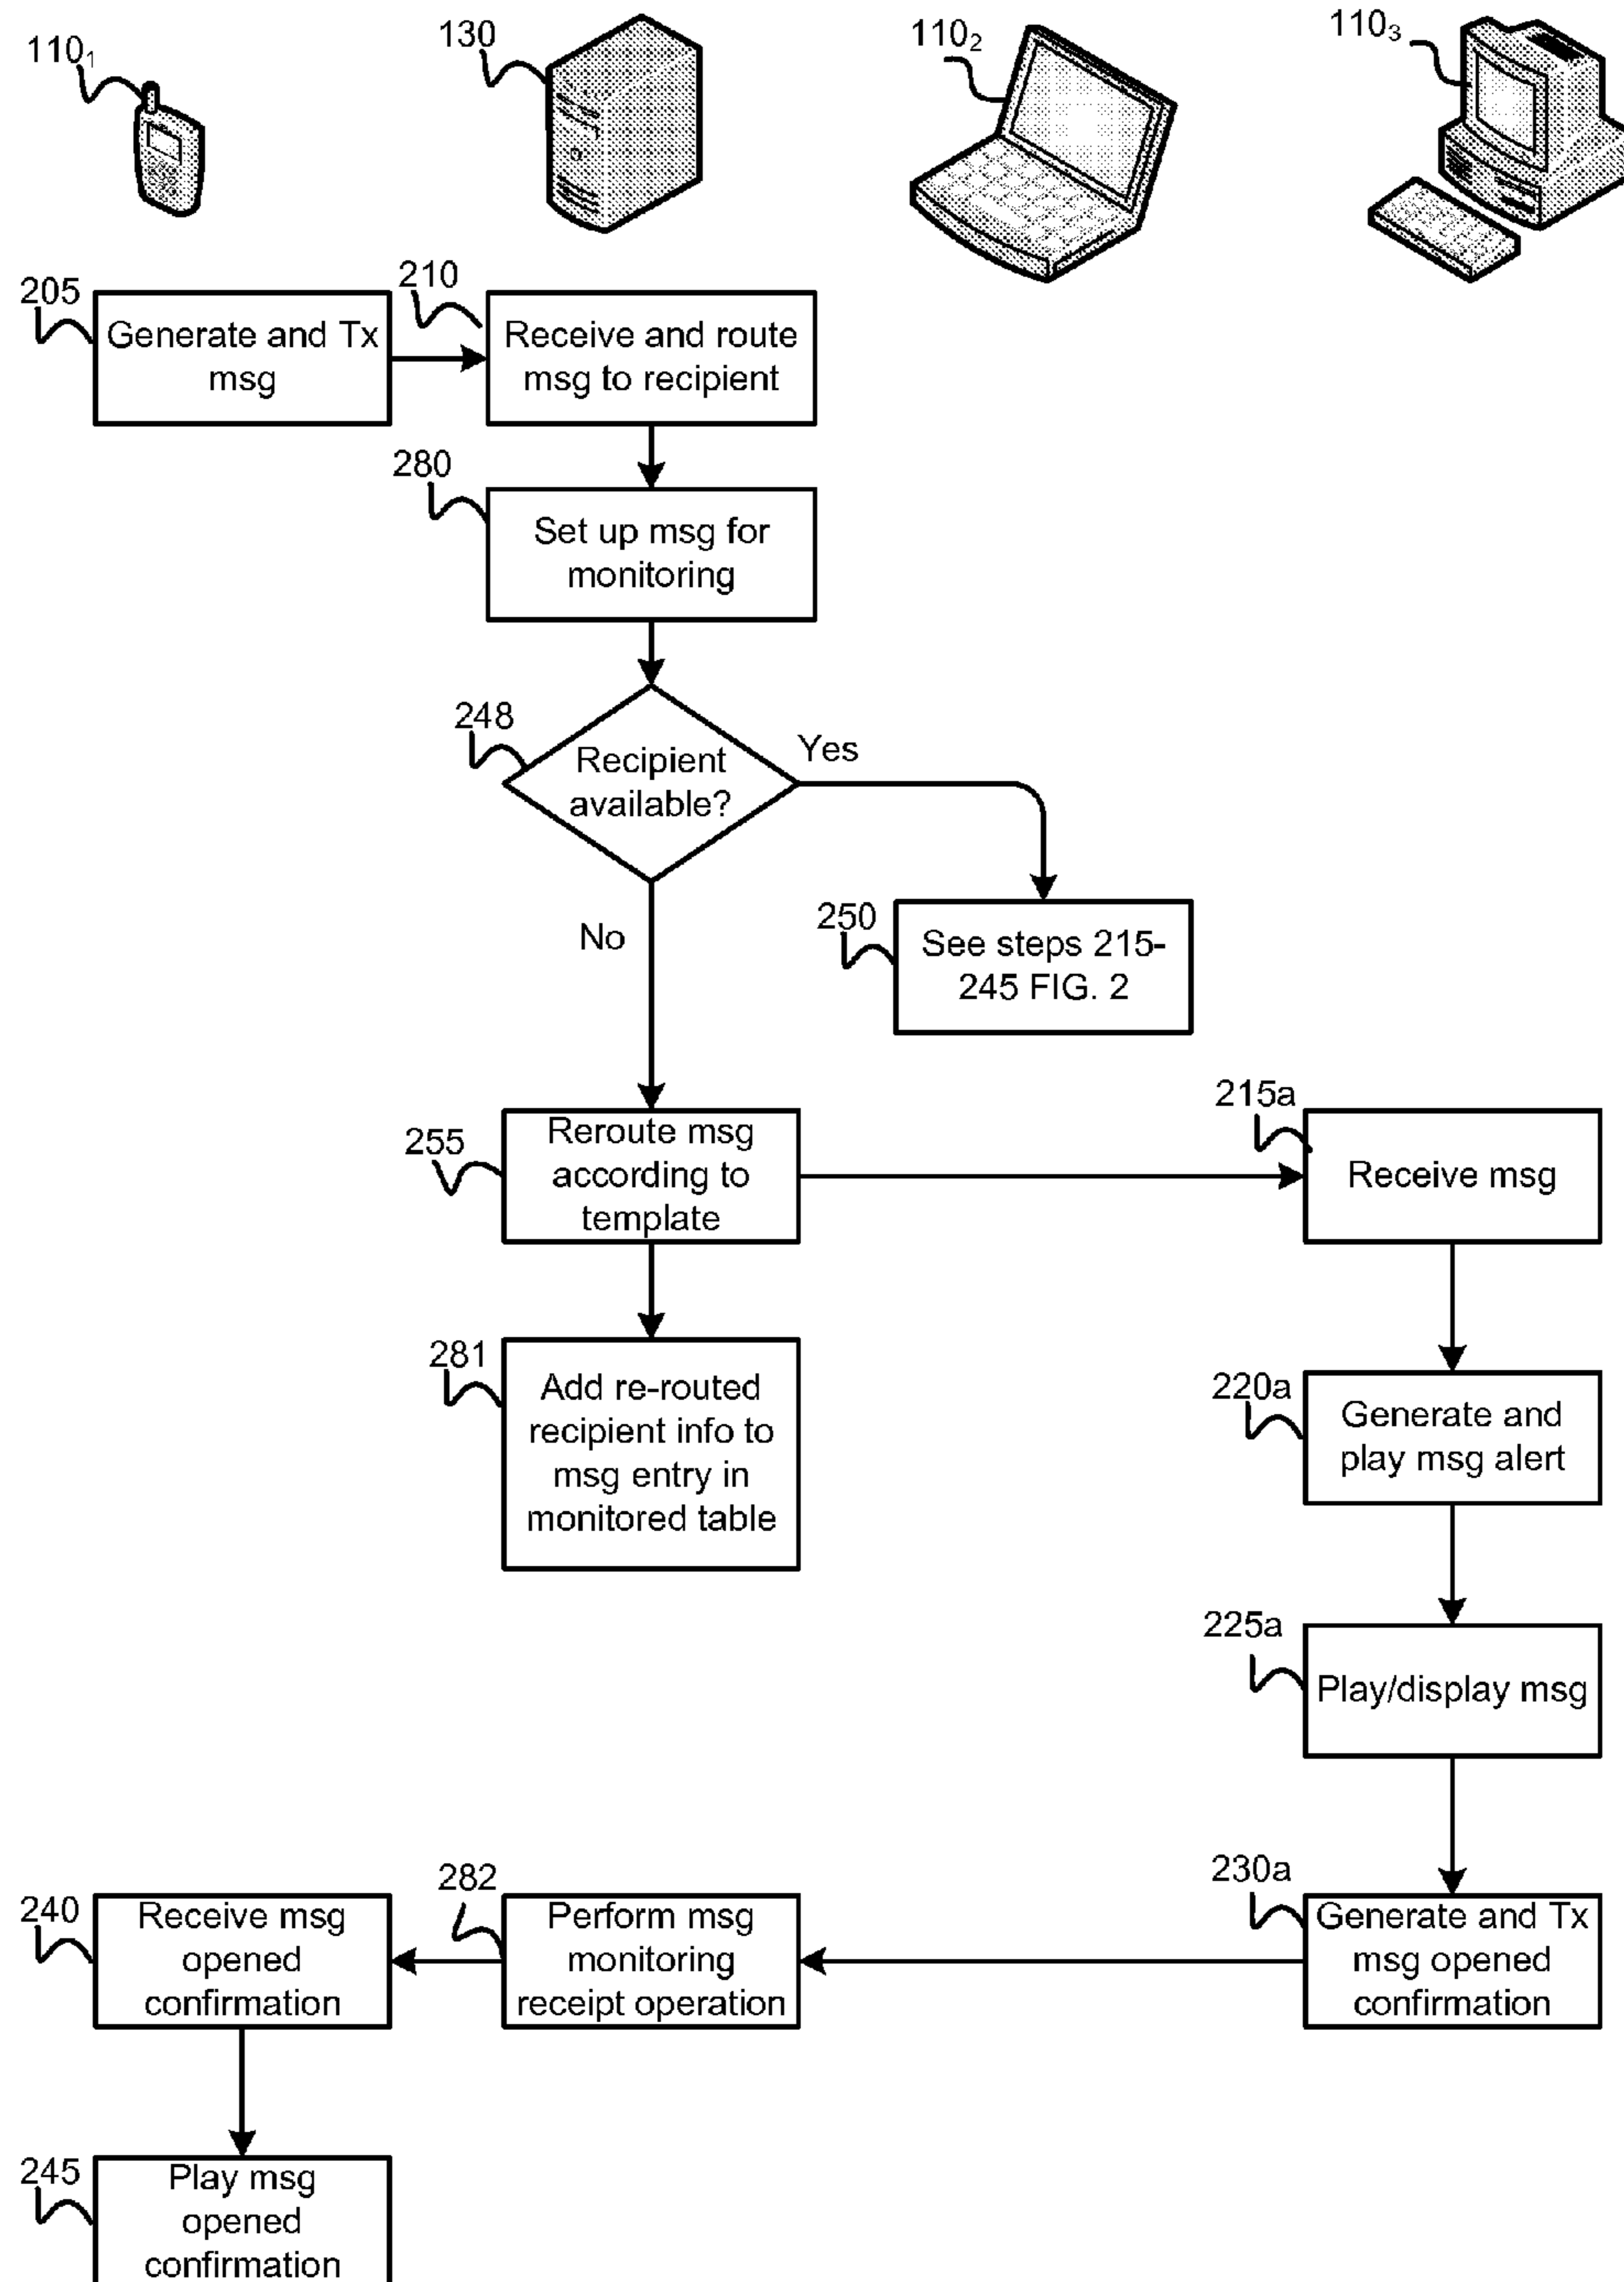 110₁
130
110₂
110₃
205
Generate and Tx
msg
210
Receive and route
msg to recipient
280
Set up msg for
monitoring
248
Recipient
available?
Yes
No
250
See steps 215-
245 FIG. 2
255
Reroute msg
according to
template
215a
Receive msg
281
Add re-routed
recipient info to
msg entry in
monitored table
220a
Generate and
play msg alert
225a
Play/display msg
230a
Generate and Tx
msg opened
confirmation
282
Perform msg
monitoring
receipt operation
240
Receive msg
opened
confirmation
245
Play msg
opened
confirmation